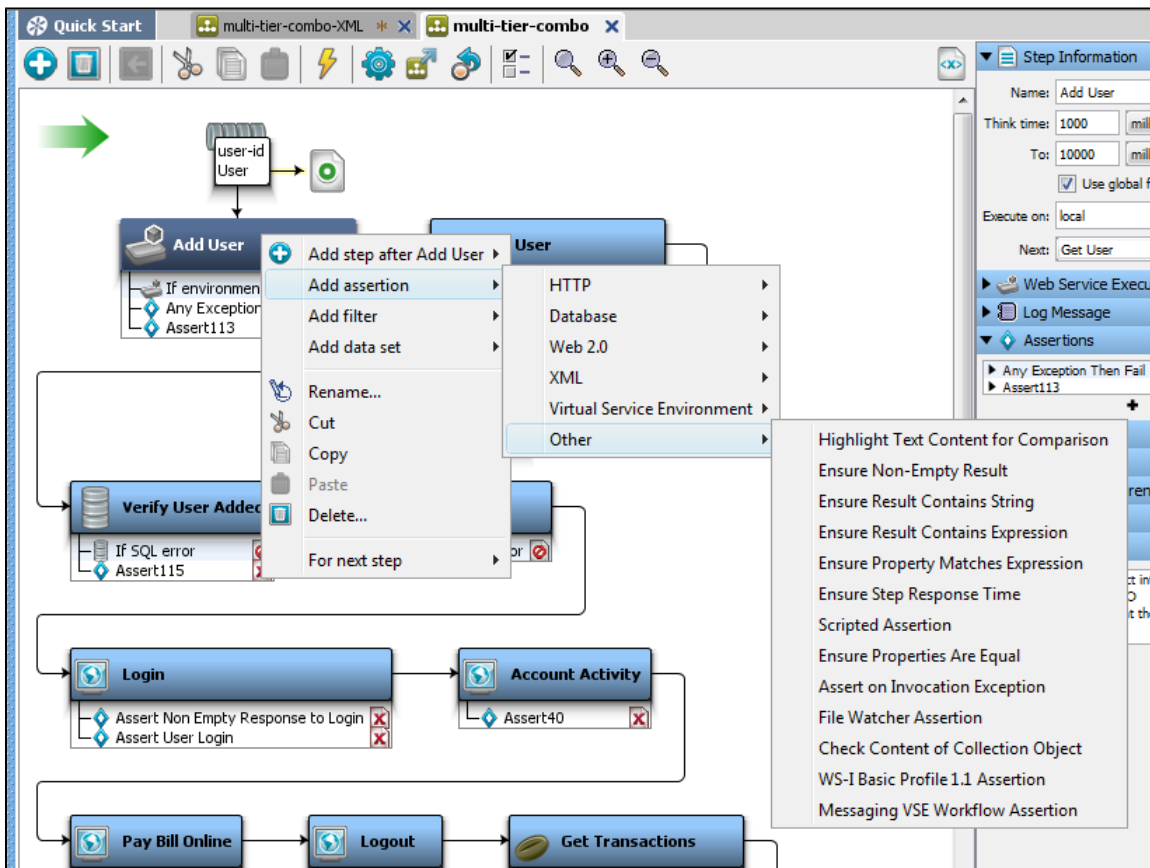 Quick Start
multi-tier-combo-XML
multi-tier-combo
user-id
User
Add User
If environmen
Any Exception
Assert113
User
Add step after Add User
Add assertion
Add filter
Add data set
Rename...
Cut
Copy
Paste
Delete...
For next step
HTTP
Database
Web 2.0
XML
Virtual Service Environment
Other
Highlight Text Content for Comparison
Ensure Non-Empty Result
Ensure Result Contains String
Ensure Result Contains Expression
Ensure Property Matches Expression
Ensure Step Response Time
Scripted Assertion
Ensure Properties Are Equal
Assert on Invocation Exception
File Watcher Assertion
Check Content of Collection Object
WS-I Basic Profile 1.1 Assertion
Messaging VSE Workflow Assertion
Verify User Added
If SQL error
Assert115
or
Login
Assert Non Empty Response to Login
Assert User Login
Account Activity
Assert40
Pay Bill Online
Logout
Get Transactions
Step Information
Name: Add User
Think time: 1000 mill
To: 10000 mill
Use global f
Execute on: local
Next: Get User
Web Service Execu
Log Message
Assertions
Any Exception Then Fail
Assert113